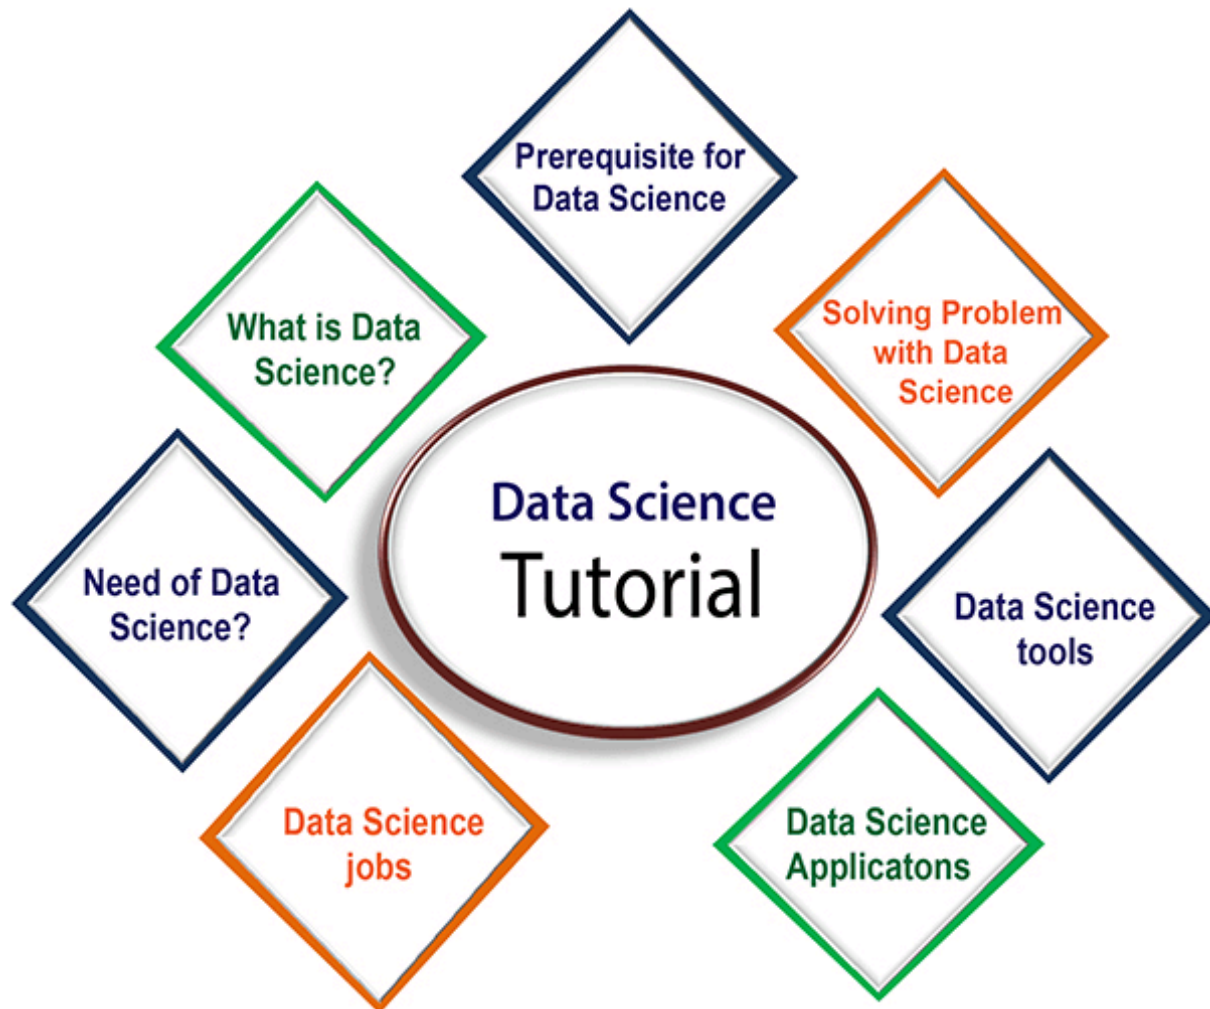 Prerequisite for
Data Science
What is Data
Science?
Solving Problem
with Data
Science
Data Science
Tutorial
Need of Data
Science?
Data Science
tools
Data Science
jobs
Data Science
Applicatons